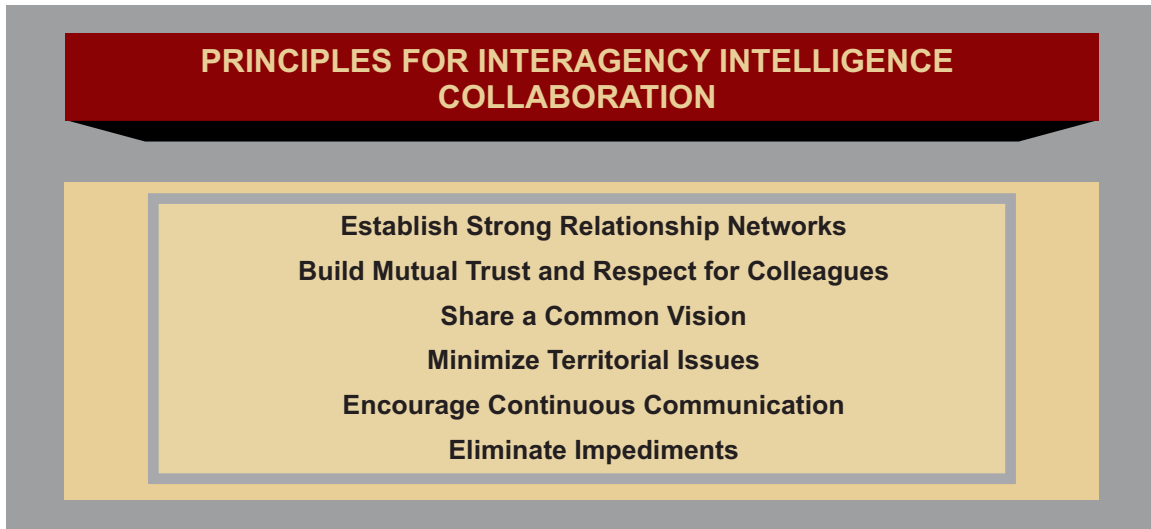 PRINCIPLES FOR INTERAGENCY INTELLIGENCE
COLLABORATION
Establish Strong Relationship Networks
Build Mutual Trust and Respect for Colleagues
Share a Common Vision
Minimize Territorial Issues
Encourage Continuous Communication
Eliminate Impediments